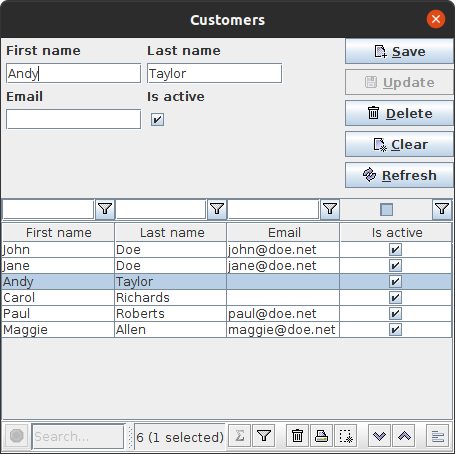 Customers
First name Last name
Andy Taylor
Email Is active
Save
Update
Delete
Clear
Refresh
First name Last name Email Is active
John Doe john@doe.net
Jane Doe jane@doe.net
Andy Taylor
Carol Richards
Paul Roberts paul@doe.net
Maggie Allen maggie@doe.net
Search... 6 (1 selected) Σ